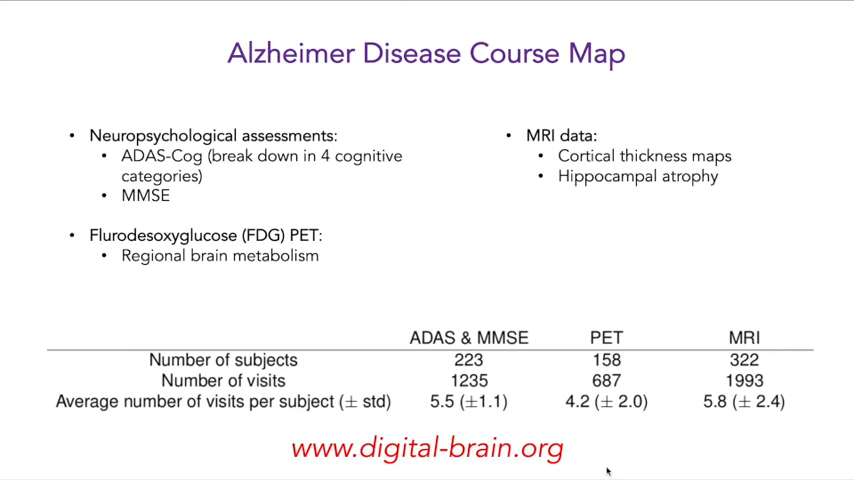 Alzheimer Disease Course Map
• Neuropsychological assessments:
• ADAS-Cog (break down in 4 cognitive
categories)
• MMSE
• Flurodesoxyglucose (FDG) PET:
• Regional brain metabolism
• MRI data:
• Cortical thickness maps
• Hippocampal atrophy
ADAS & MMSE PET MRI
Number of subjects 223 158 322
Number of visits 1235 687 1993
Average number of visits per subject (± std) 5.5 (±1.1) 4.2 (± 2.0) 5.8 (± 2.4)
www.digital-brain.org